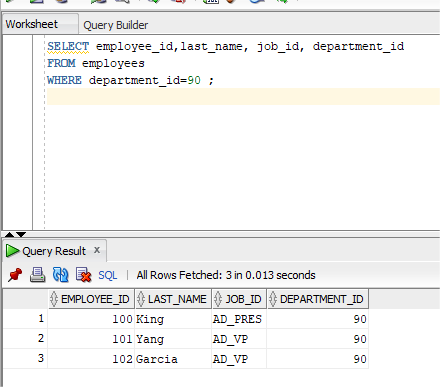 Worksheet Query Builder
SELECT employee_id,last_name, job_id, department_id
FROM employees
WHERE department_id=90 ;
Query Result x
SQL | All Rows Fetched: 3 in 0.013 seconds
EMPLOYEE_ID LAST_NAME JOB_ID DEPARTMENT_ID
1 100 King AD_PRES 90
2 101 Yang AD_VP 90
3 102 Garcia AD_VP 90